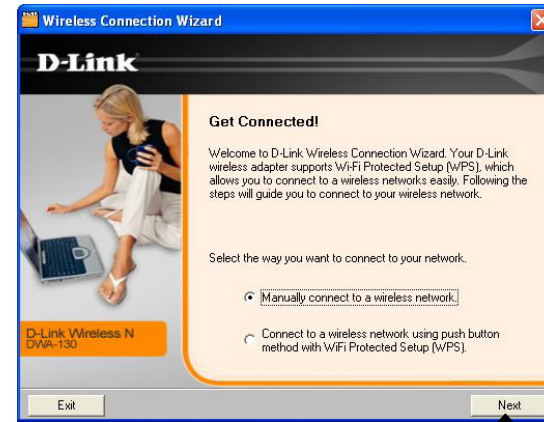 Wireless Connection Wizard
D-Link
Get Connected!
Welcome to D-Link Wireless Connection Wizard. Your D-Link
wireless adapter supports Wi-Fi Protected Setup (WPS), which
allows you to connect to a wireless networks easily. Following the
steps will guide you to connect to your wireless network.
Select the way you want to connect to your network.
Manually connect to a wireless network.
Connect to a wireless network using push button
method with WiFi Protected Setup (WPS).
D-Link Wireless N
DWA-130
Exit
Next